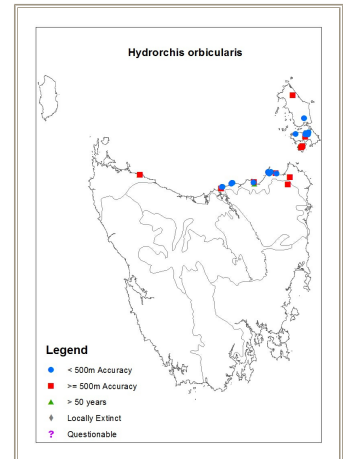 Hydrorchis orbicularis
Legend
< 500m Accuracy
>= 500m Accuracy
> 50 years
Locally Extinct
? Questionable